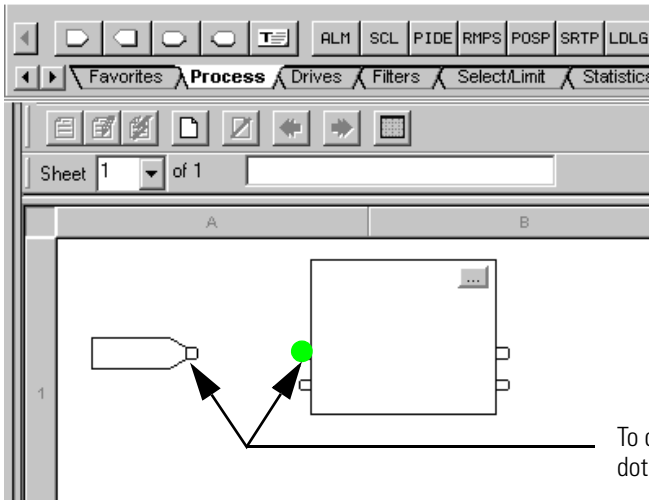 T ALM SCL PIDE RMPS POSP SRTP LDLG
Favorites Process Drives Filters Select/Limit Statistica
Sheet 1 of 1
A B
...
1
To
dot